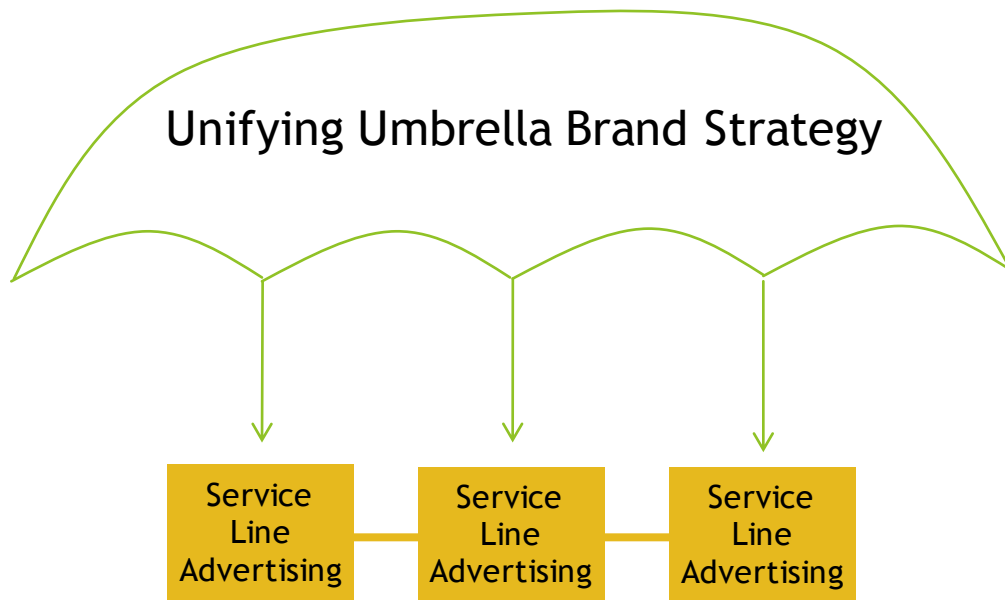 Unifying Umbrella Brand Strategy
Service
Line
Advertising
Service
Line
Advertising
Service
Line
Advertising